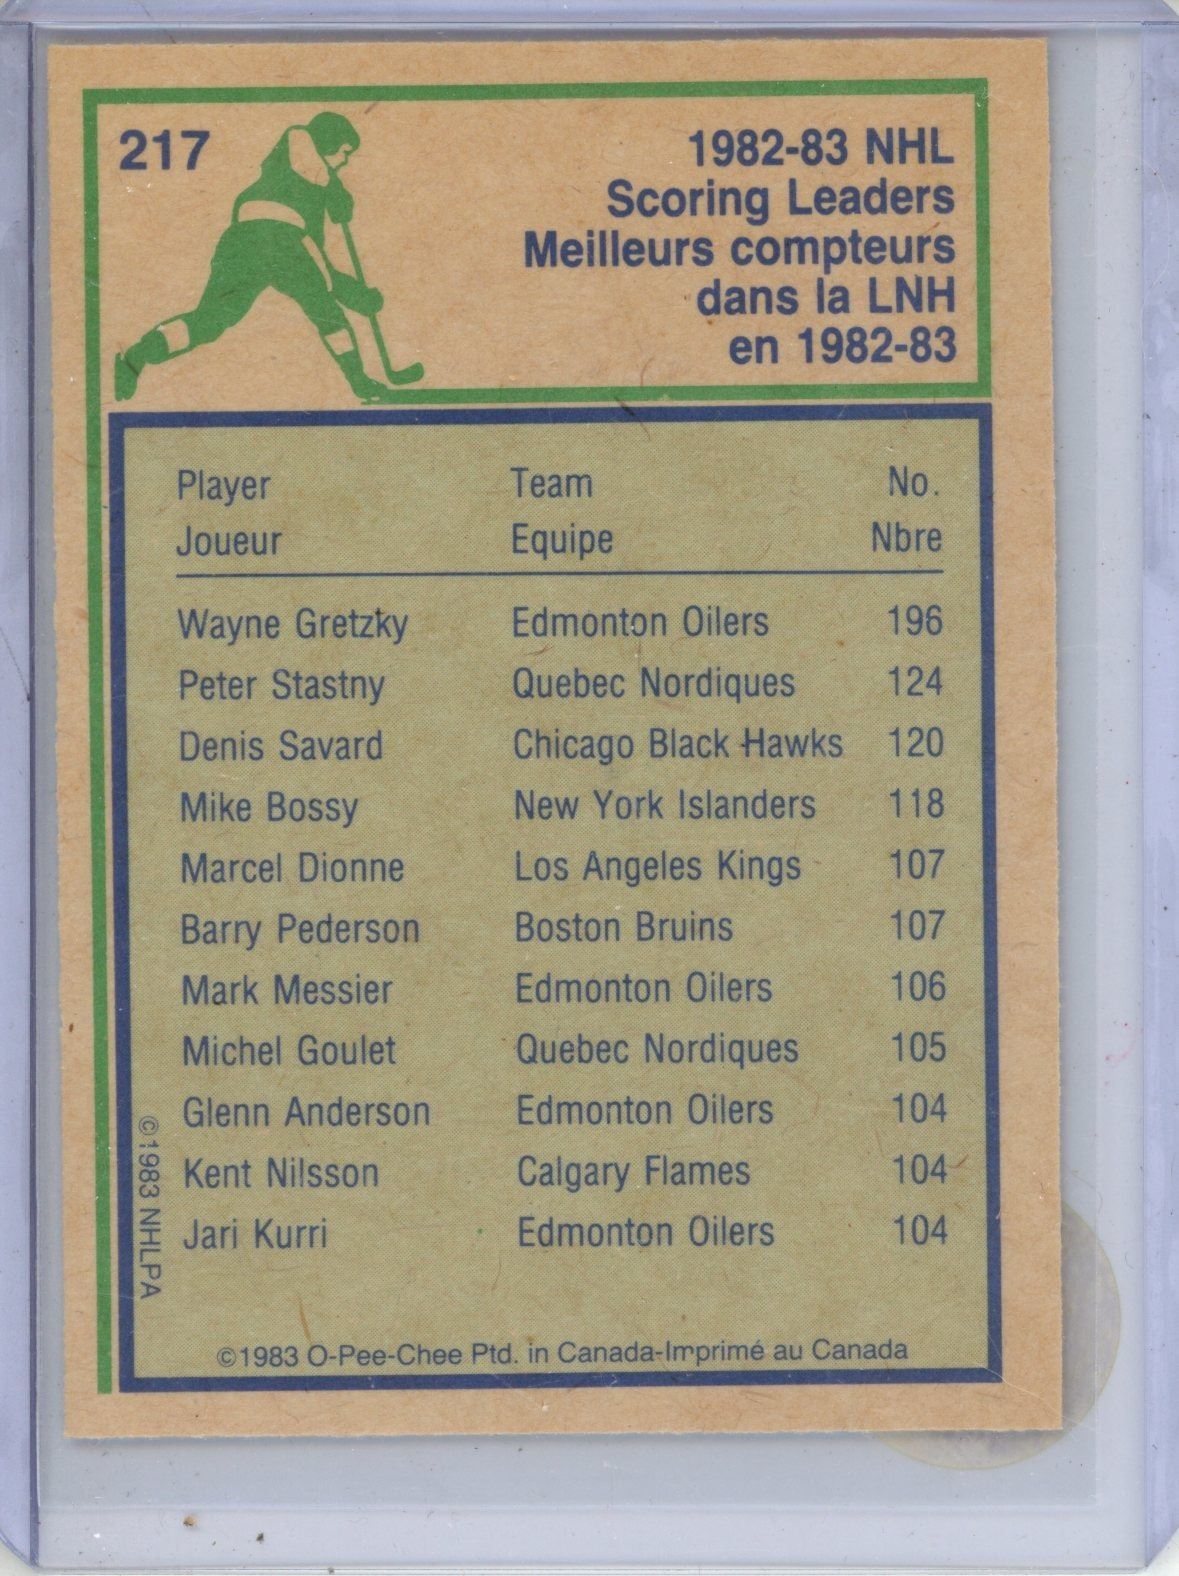 217
1982-83 NHL
Scoring Leaders
Meilleurs compteurs
dans la LNH
en 1982-83
Player Team No.
Joueur Equipe Nbre
Wayne Gretzky Edmonton Oilers 196
Peter Stastny Quebec Nordiques 124
Denis Savard Chicago Black Hawks 120
Mike Bossy New York Islanders 118
Marcel Dionne Los Angeles Kings 107
Barry Pederson Boston Bruins 107
Mark Messier Edmonton Oilers 106
Michel Goulet Quebec Nordiques 105
Glenn Anderson Edmonton Oilers 104
Kent Nilsson Calgary Flames 104
Jari Kurri Edmonton Oilers 104
©1983 NHLPA
©1983 O-Pee-Chee Ptd. in Canada-Imprimé au Canada